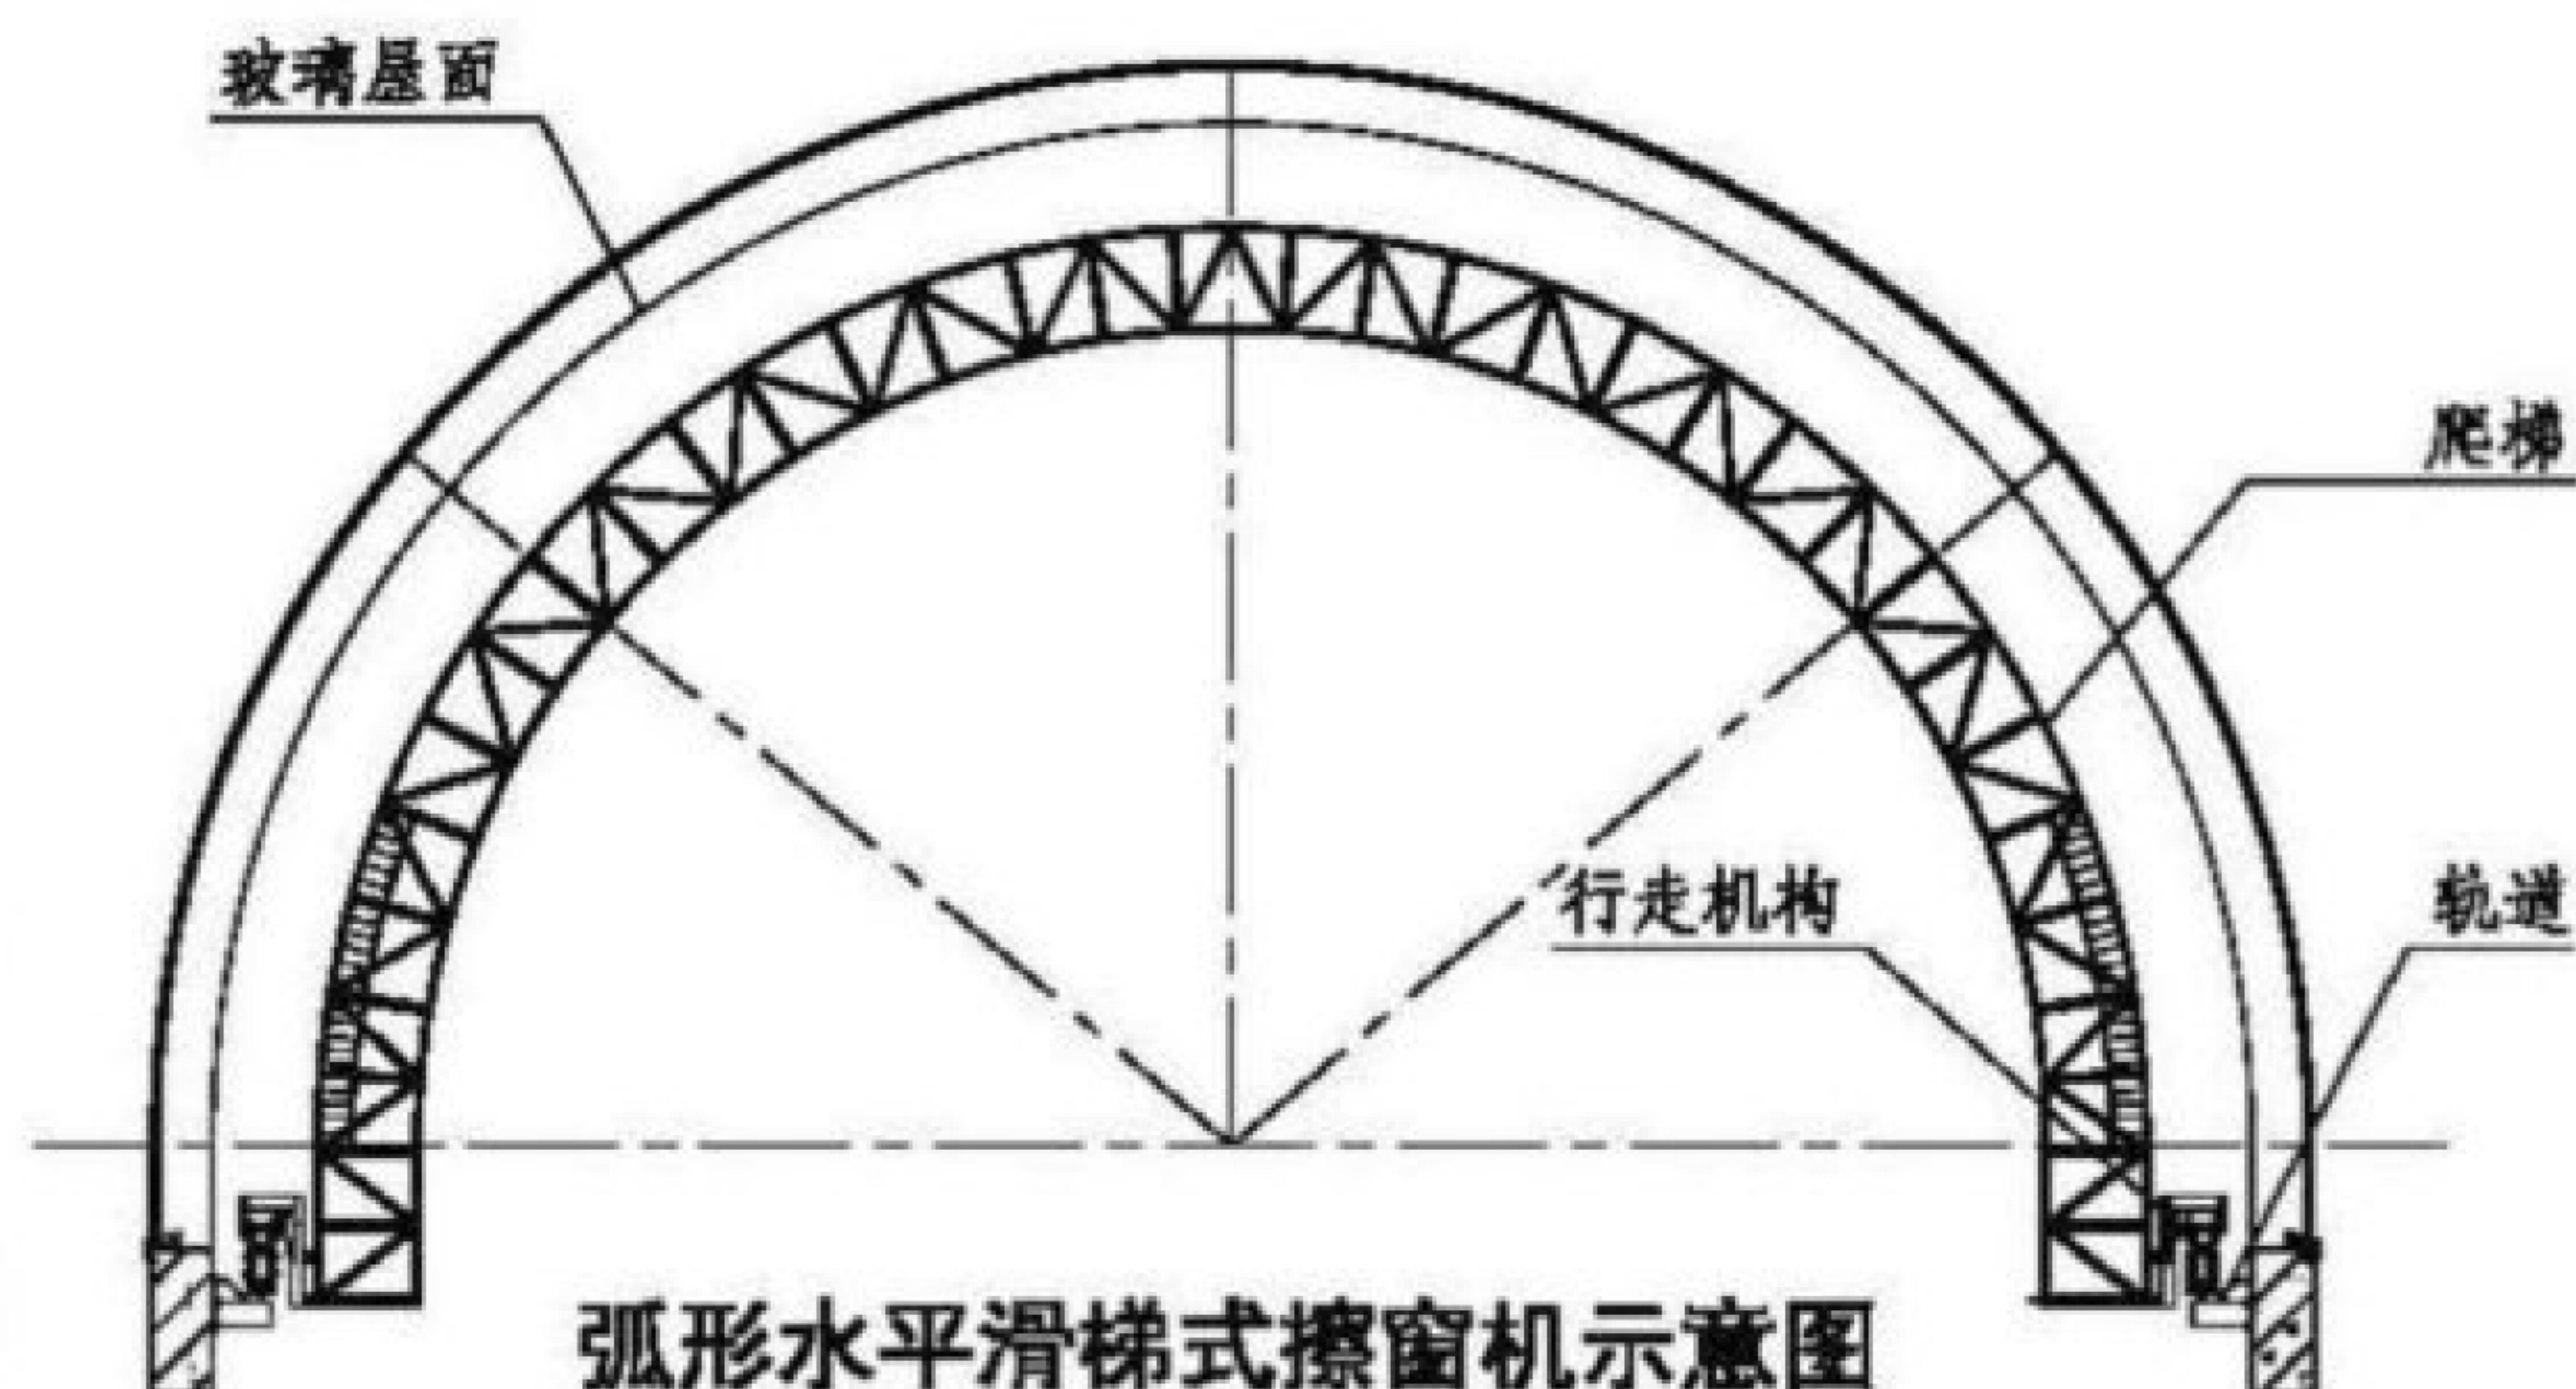 玻璃屋面
爬梯
行走机构
轨道
弧形水平滑梯式擦窗机示意图